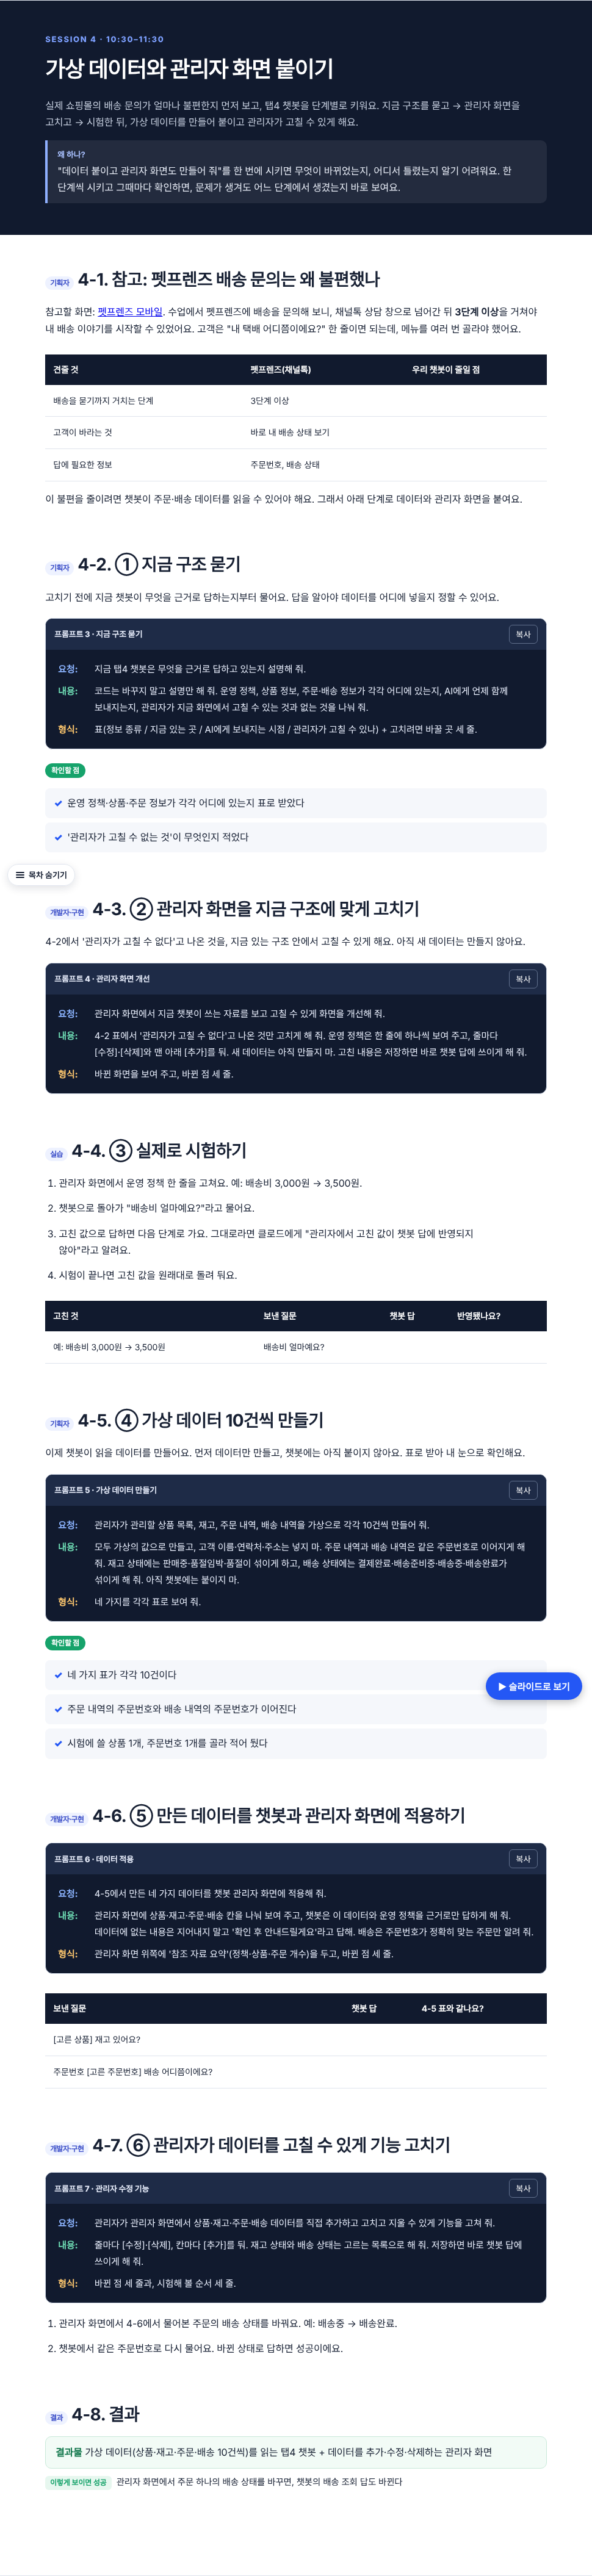 SESSION 4 · 10:30–11:30
가상 데이터와 관리자 화면 붙이기
실제 쇼핑몰의 배송 문의가 얼마나 불편한지 먼저 보고, 탭4 챗봇을 단계별로 키워요. 지금 구조를 묻고 → 관리자 화면을
고치고 → 시험한 뒤, 가상 데이터를 만들어 붙이고 관리자가 고칠 수 있게 해요.
왜 하나?
"데이터 붙이고 관리자 화면도 만들어 줘"를 한 번에 시키면 무엇이 바뀌었는지, 어디서 틀렸는지 알기 어려워요. 한
단계씩 시키고 그때마다 확인하면, 문제가 생겨도 어느 단계에서 생겼는지 바로 보여요.
기획자 4-1. 참고: 펫프렌즈 배송 문의는 왜 불편했나
참고할 화면: 펫프렌즈 모바일. 수업에서 펫프렌즈에 배송을 문의해 보니, 채널톡 상담 창으로 넘어간 뒤 3단계 이상을 거쳐야
내 배송 이야기를 시작할 수 있었어요. 고객은 "내 택배 어디쯤이에요?" 한 줄이면 되는데, 메뉴를 여러 번 골라야 했어요.
견줄 것 펫프렌즈(채널톡) 우리 챗봇이 줄일 점
배송을 묻기까지 거치는 단계 3단계 이상
고객이 바라는 것 바로 내 배송 상태 보기
답에 필요한 정보 주문번호, 배송 상태
이 불편을 줄이려면 챗봇이 주문·배송 데이터를 읽을 수 있어야 해요. 그래서 아래 단계로 데이터와 관리자 화면을 붙여요.
기획자 4-2. ① 지금 구조 묻기
고치기 전에 지금 챗봇이 무엇을 근거로 답하는지부터 물어요. 답을 알아야 데이터를 어디에 넣을지 정할 수 있어요.
프롬프트 3 · 지금 구조 묻기 복사
요청: 지금 탭4 챗봇은 무엇을 근거로 답하고 있는지 설명해 줘.
내용: 코드는 바꾸지 말고 설명만 해 줘. 운영 정책, 상품 정보, 주문·배송 정보가 각각 어디에 있는지, AI에게 언제 함께
보내지는지, 관리자가 지금 화면에서 고칠 수 있는 것과 없는 것을 나눠 줘.
형식: 표(정보 종류 / 지금 있는 곳 / AI에게 보내지는 시점 / 관리자가 고칠 수 있나) + 고치려면 바꿀 곳 세 줄.
확인할 점
✓ 운영 정책·상품·주문 정보가 각각 어디에 있는지 표로 받았다
✓ '관리자가 고칠 수 없는 것'이 무엇인지 적었다
☰ 목차 숨기기
개발자·구현 4-3. ② 관리자 화면을 지금 구조에 맞게 고치기
4-2에서 '관리자가 고칠 수 없다'고 나온 것을, 지금 있는 구조 안에서 고칠 수 있게 해요. 아직 새 데이터는 만들지 않아요.
프롬프트 4 · 관리자 화면 개선 복사
요청: 관리자 화면에서 지금 챗봇이 쓰는 자료를 보고 고칠 수 있게 화면을 개선해 줘.
내용: 4-2 표에서 '관리자가 고칠 수 없다'고 나온 것만 고치게 해 줘. 운영 정책은 한 줄에 하나씩 보여 주고, 줄마다
[수정]·[삭제]와 맨 아래 [추가]를 둬. 새 데이터는 아직 만들지 마. 고친 내용은 저장하면 바로 챗봇 답에 쓰이게 해 줘.
형식: 바뀐 화면을 보여 주고, 바뀐 점 세 줄.
실습 4-4. ③ 실제로 시험하기
1. 관리자 화면에서 운영 정책 한 줄을 고쳐요. 예: 배송비 3,000원 → 3,500원.
2. 챗봇으로 돌아가 "배송비 얼마예요?"라고 물어요.
3. 고친 값으로 답하면 다음 단계로 가요. 그대로라면 클로드에게 "관리자에서 고친 값이 챗봇 답에 반영되지
않아"라고 알려요.
4. 시험이 끝나면 고친 값을 원래대로 돌려 둬요.
고친 것 보낸 질문 챗봇 답 반영됐나요?
예: 배송비 3,000원 → 3,500원 배송비 얼마예요?
기획자 4-5. ④ 가상 데이터 10건씩 만들기
이제 챗봇이 읽을 데이터를 만들어요. 먼저 데이터만 만들고, 챗봇에는 아직 붙이지 않아요. 표로 받아 내 눈으로 확인해요.
프롬프트 5 · 가상 데이터 만들기 복사
요청: 관리자가 관리할 상품 목록, 재고, 주문 내역, 배송 내역을 가상으로 각각 10건씩 만들어 줘.
내용: 모두 가상의 값으로 만들고, 고객 이름·연락처·주소는 넣지 마. 주문 내역과 배송 내역은 같은 주문번호로 이어지게 해
줘. 재고 상태에는 판매중·품절임박·품절이 섞이게 하고, 배송 상태에는 결제완료·배송준비중·배송중·배송완료가
섞이게 해 줘. 아직 챗봇에는 붙이지 마.
형식: 네 가지를 각각 표로 보여 줘.
확인할 점
✓ 네 가지 표가 각각 10건이다
▶ 슬라이드로 보기
✓ 주문 내역의 주문번호와 배송 내역의 주문번호가 이어진다
✓ 시험에 쓸 상품 1개, 주문번호 1개를 골라 적어 뒀다
개발자·구현 4-6. ⑤ 만든 데이터를 챗봇과 관리자 화면에 적용하기
프롬프트 6 · 데이터 적용 복사
요청: 4-5에서 만든 네 가지 데이터를 챗봇 관리자 화면에 적용해 줘.
내용: 관리자 화면에 상품·재고·주문·배송 칸을 나눠 보여 주고, 챗봇은 이 데이터와 운영 정책을 근거로만 답하게 해 줘.
데이터에 없는 내용은 지어내지 말고 '확인 후 안내드릴게요'라고 답해. 배송은 주문번호가 정확히 맞는 주문만 알려 줘.
형식: 관리자 화면 위쪽에 '참조 자료 요약'(정책·상품·주문 개수)을 두고, 바뀐 점 세 줄.
보낸 질문 챗봇 답 4-5 표와 같나요?
[고른 상품] 재고 있어요?
주문번호 [고른 주문번호] 배송 어디쯤이에요?
개발자·구현 4-7. ⑥ 관리자가 데이터를 고칠 수 있게 기능 고치기
프롬프트 7 · 관리자 수정 기능 복사
요청: 관리자가 관리자 화면에서 상품·재고·주문·배송 데이터를 직접 추가하고 고치고 지울 수 있게 기능을 고쳐 줘.
내용: 줄마다 [수정]·[삭제], 칸마다 [추가]를 둬. 재고 상태와 배송 상태는 고르는 목록으로 해 줘. 저장하면 바로 챗봇 답에
쓰이게 해 줘.
형식: 바뀐 점 세 줄과, 시험해 볼 순서 세 줄.
1. 관리자 화면에서 4-6에서 물어본 주문의 배송 상태를 바꿔요. 예: 배송중 → 배송완료.
2. 챗봇에서 같은 주문번호로 다시 물어요. 바뀐 상태로 답하면 성공이에요.
결과 4-8. 결과
결과물 가상 데이터(상품·재고·주문·배송 10건씩)를 읽는 탭4 챗봇 + 데이터를 추가·수정·삭제하는 관리자 화면
이렇게 보이면 성공 관리자 화면에서 주문 하나의 배송 상태를 바꾸면, 챗봇의 배송 조회 답도 바뀐다